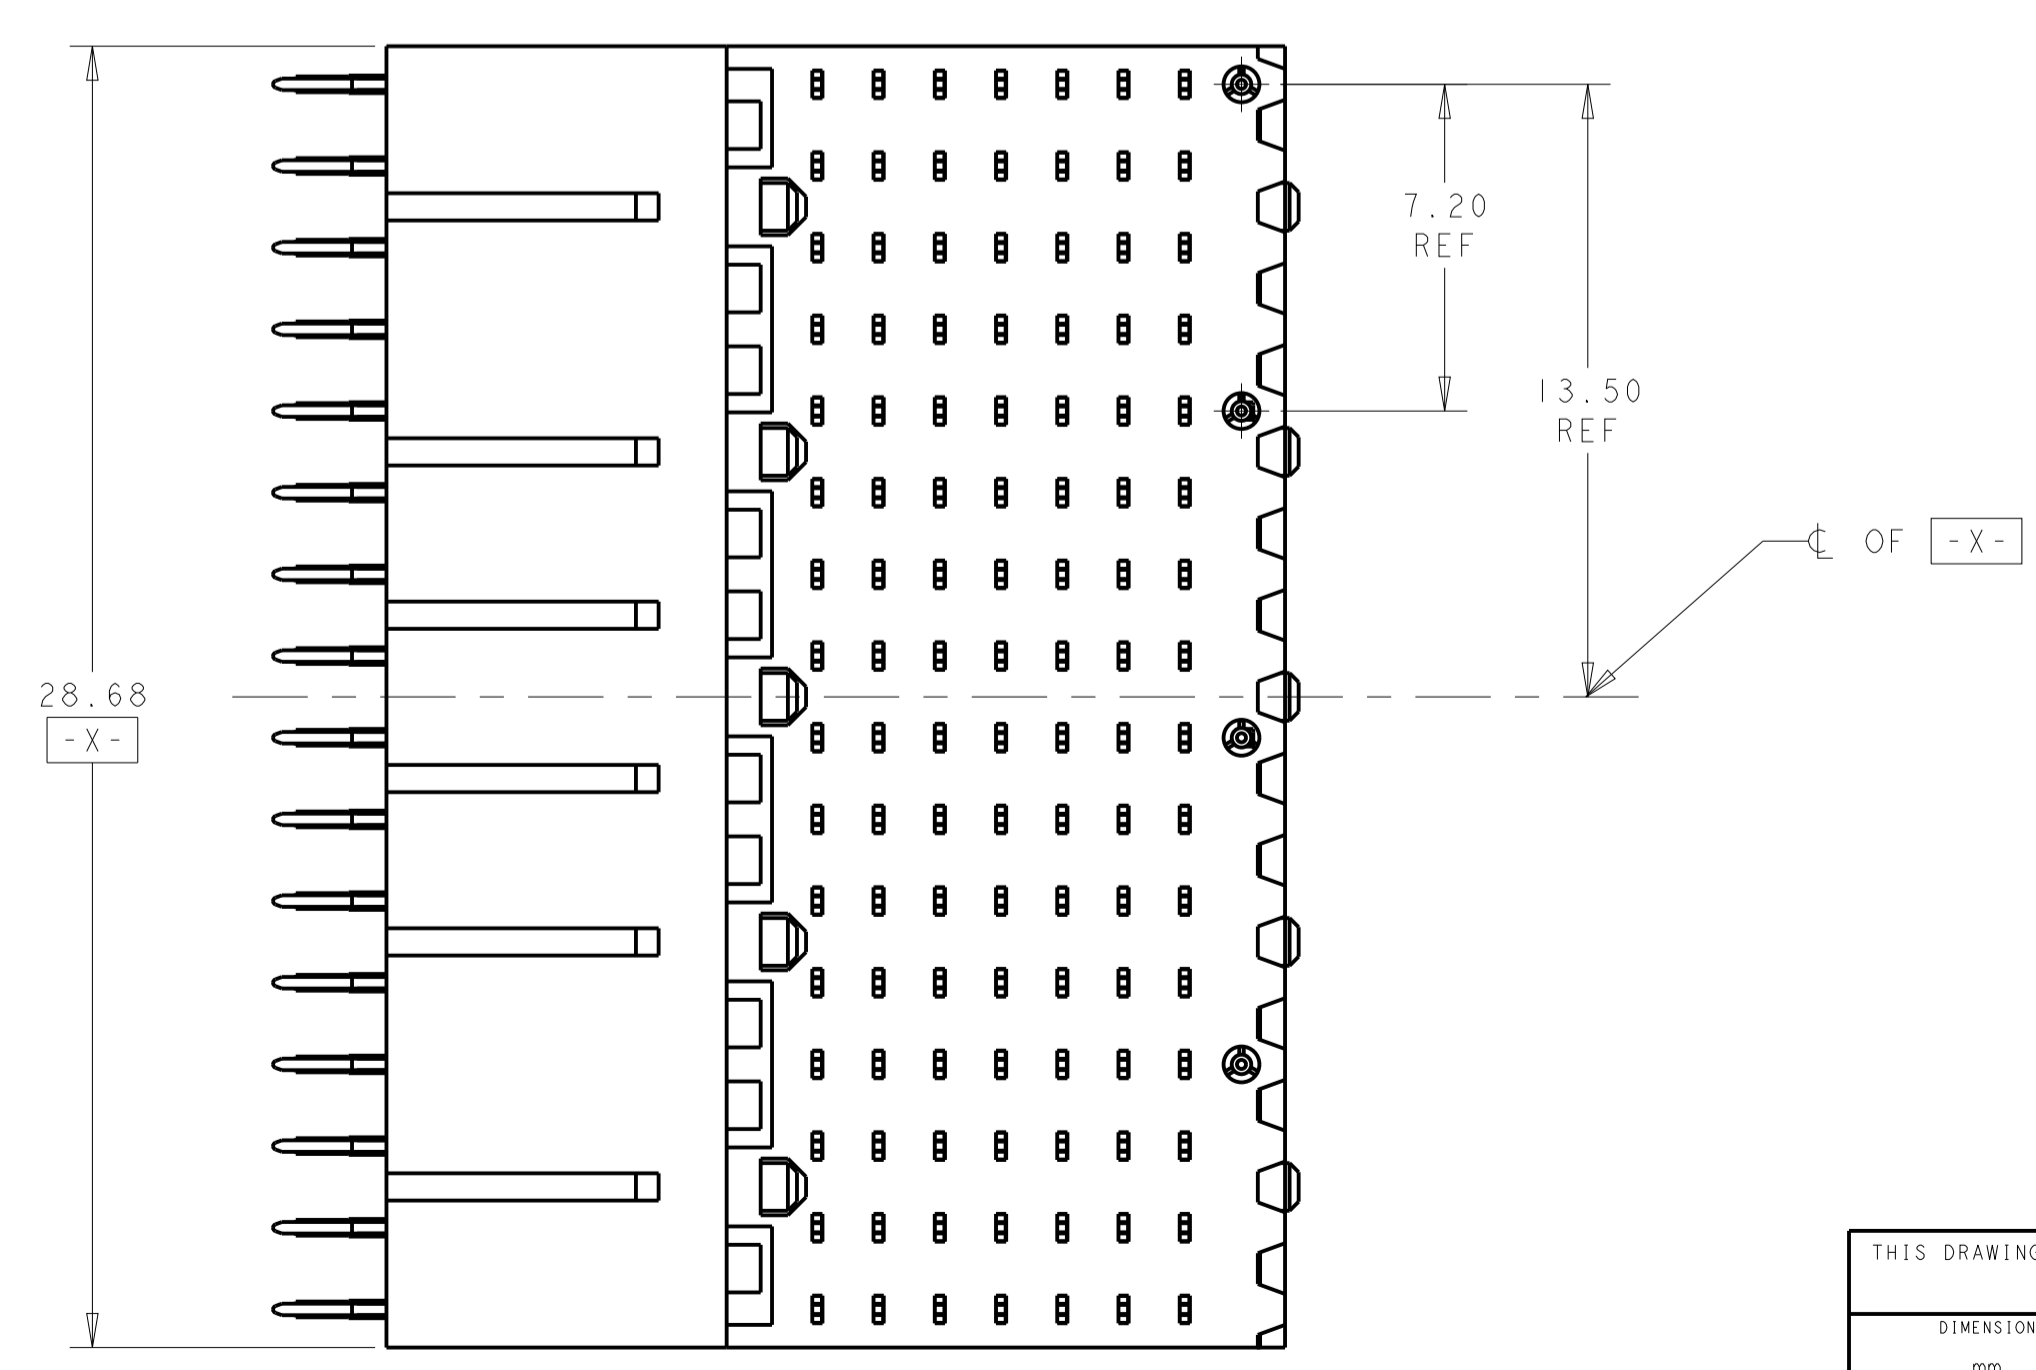 7.20
REF
13.50
REF
℄ OF -X-
28.68
-X-
THIS DRAWING
DIMENSION
mm